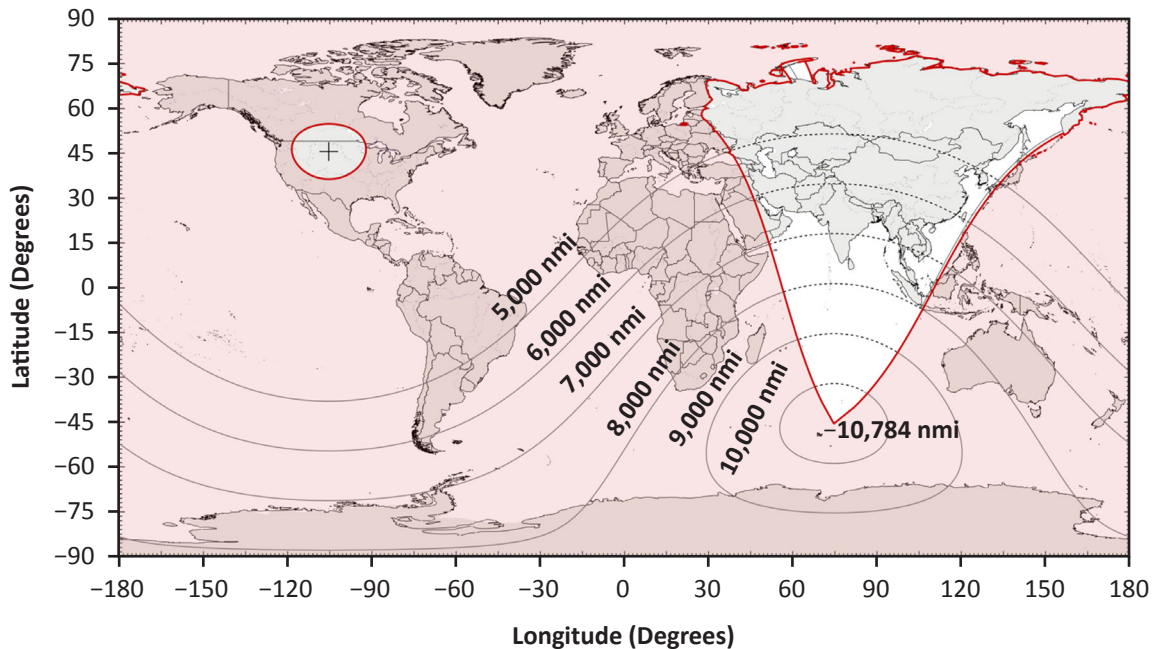 90
75
60
45
30
15
0
−15
−30
−45
−60
−75
−90
Latitude (Degrees)
5,000 nmi
6,000 nmi
7,000 nmi
8,000 nmi
9,000 nmi
10,000 nmi
10,784 nmi
−180 −150 −120 −90 −60 −30 0 30 60 90 120 150 180
Longitude (Degrees)